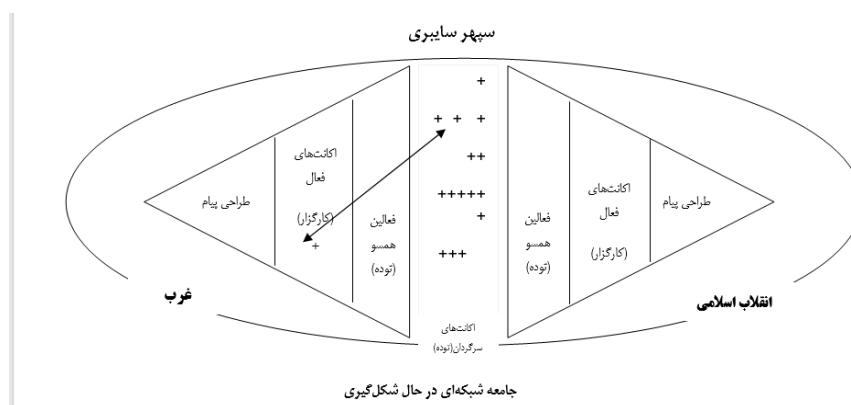 سپهر سایبری
+
+ + +
++
+++++
+
+++
طراحی پیام
اکانت‌های
فعال
(کارگزار)
فعالین
همسو
(توده)
اکانت‌های
فعال
(کارگزار)
+
فعالین
همسو
(توده)
طراحی پیام
انقلاب اسلامی
غرب
اکانت‌های
سرگردان(توده)
جامعه شبکه‌ای در حال شکل‌گیری